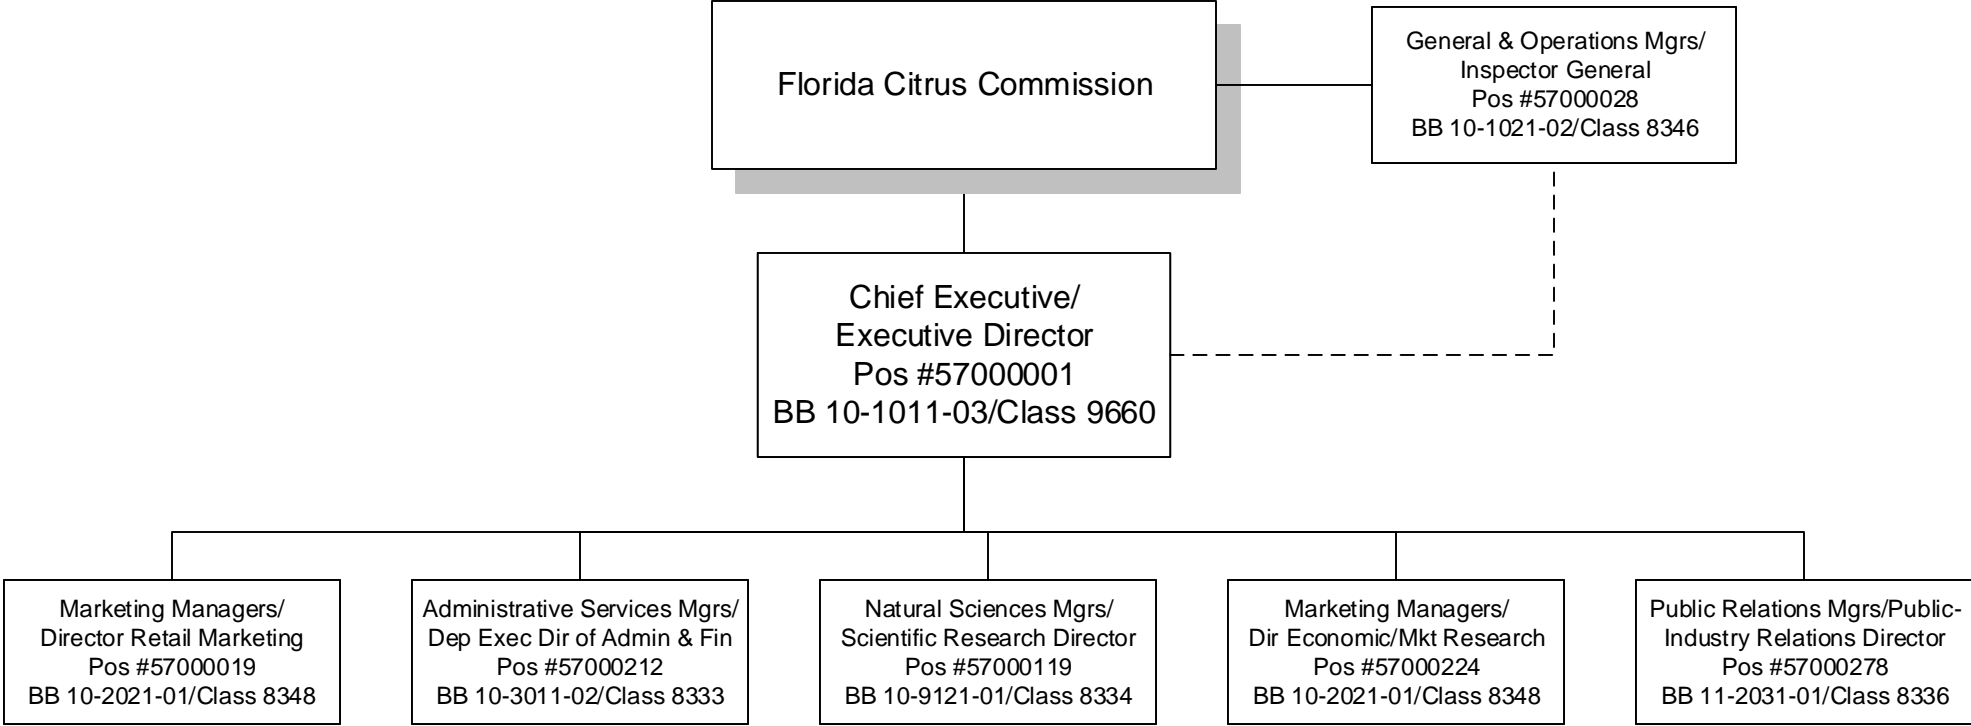 Florida Citrus Commission
General & Operations Mgrs/
Inspector General
Pos #57000028
BB 10-1021-02/Class 8346
Chief Executive/
Executive Director
Pos #57000001
BB 10-1011-03/Class 9660
Marketing Managers/
Director Retail Marketing
Pos #57000019
BB 10-2021-01/Class 8348
Administrative Services Mgrs/
Dep Exec Dir of Admin & Fin
Pos #57000212
BB 10-3011-02/Class 8333
Natural Sciences Mgrs/
Scientific Research Director
Pos #57000119
BB 10-9121-01/Class 8334
Marketing Managers/
Dir Economic/Mkt Research
Pos #57000224
BB 10-2021-01/Class 8348
Public Relations Mgrs/Public-
Industry Relations Director
Pos #57000278
BB 11-2031-01/Class 8336